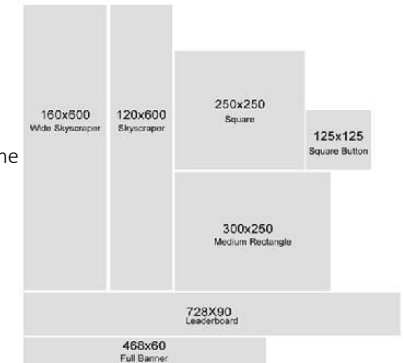 160x600
Wide Skyscraper
120x600
Skyscraper
250x250
Square
125x125
Square Button
300x250
Medium Rectangle
728X90
Leaderboard
468x60
Full Banner